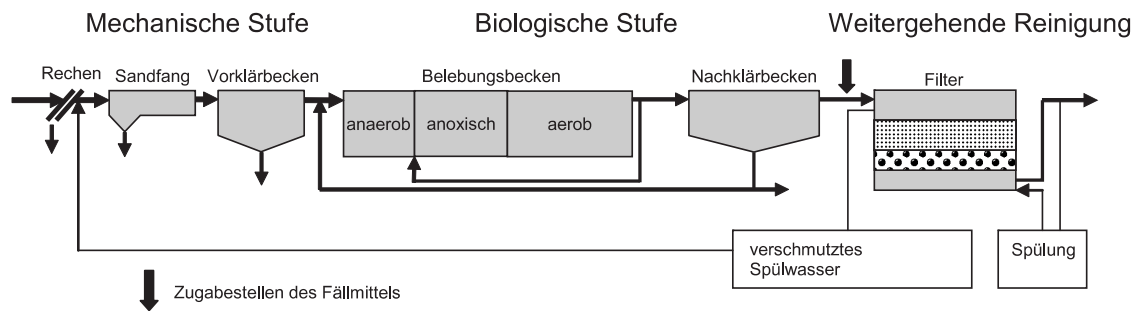 Mechanische Stufe
Biologische Stufe
Weitergehende Reinigung
Rechen
Sandfang
Vorklärbecken
Belebungsbecken
Nachklärbecken
Filter
anaerob
anoxisch
aerob
verschmutztes
Spülwasser
Spülung
Zugabestellen des Fällmittels